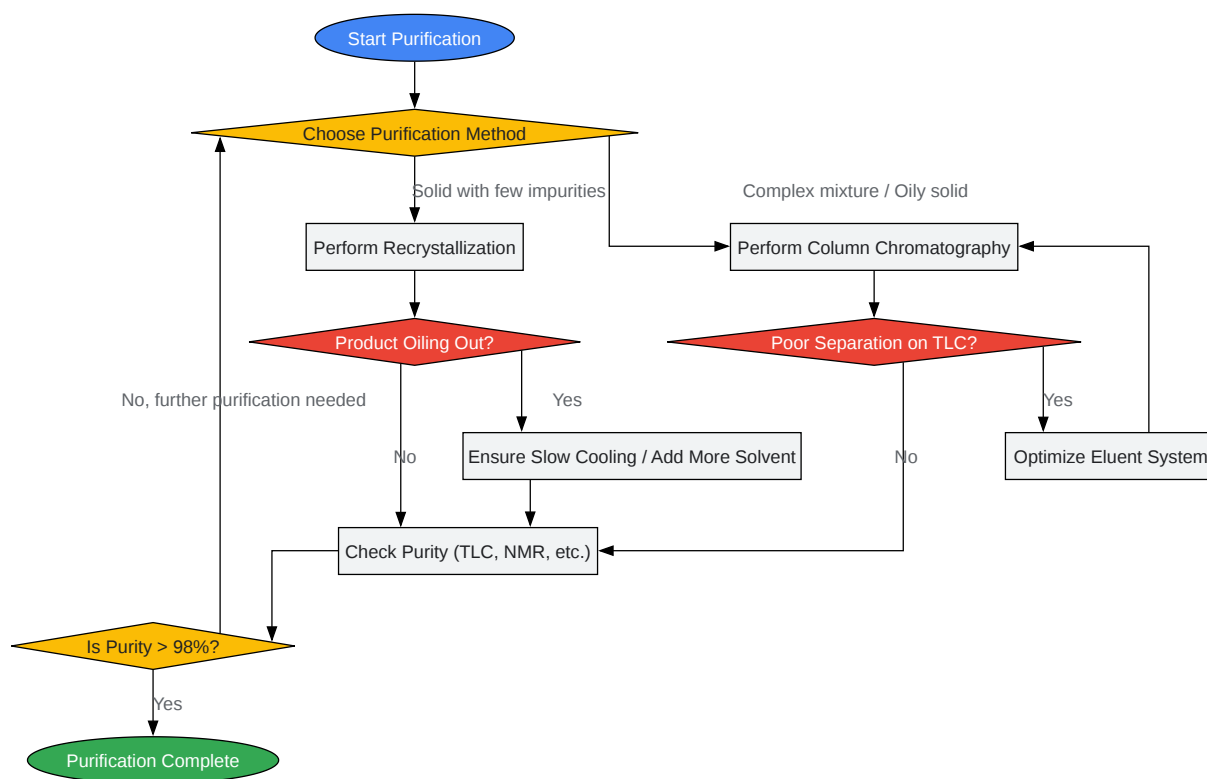 Start Purification
Choose Purification Method
Solid with few impurities
Complex mixture / Oily solid
Perform Recrystallization
Perform Column Chromatography
Product Oiling Out?
Poor Separation on TLC?
No, further purification needed
Yes
Yes
Ensure Slow Cooling / Add More Solvent
Optimize Eluent System
No
No
Check Purity (TLC, NMR, etc.)
Is Purity > 98%?
Yes
Purification Complete